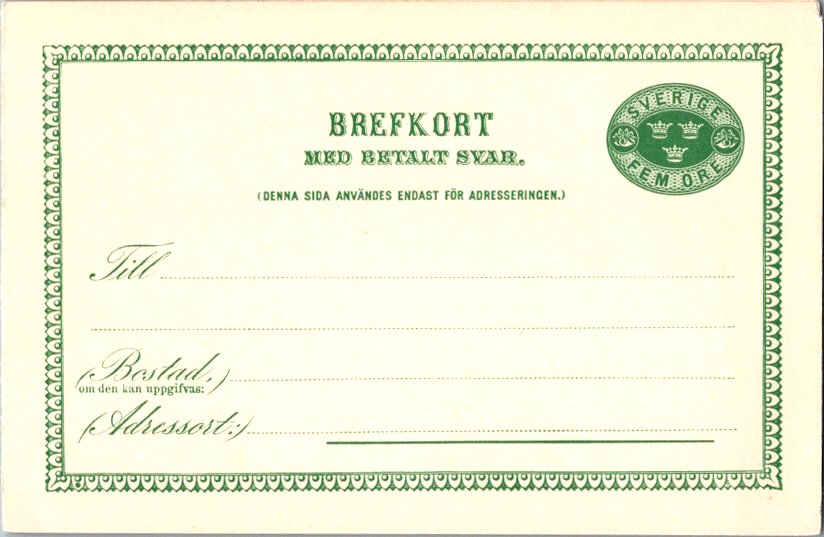 BREFKORT
MED BETALT SVAR.
(DENNA SIDA ANVÄNDES ENDAST FÖR ADRESSERINGEN.)
SVERIGE
FEM ÖRE
Till
(Bostad,)
om den kan uppgifvas:
(Adressort:)